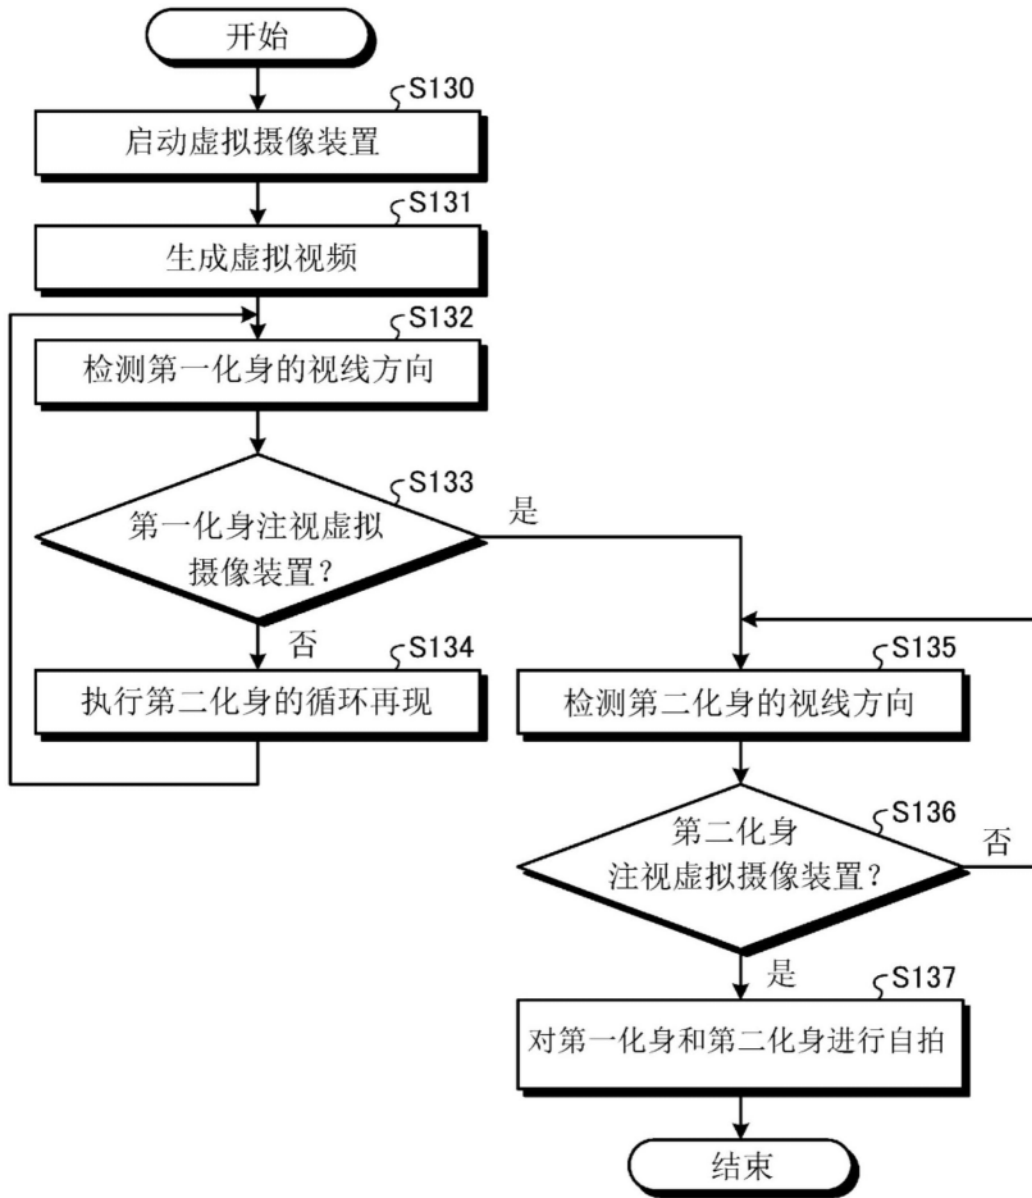 开始
S130
启动虚拟摄像装置
S131
生成虚拟视频
S132
检测第一化身的视线方向
S133
第一化身注视虚拟
摄像装置？
是
否
S134
执行第二化身的循环再现
S135
检测第二化身的视线方向
S136
第二化身
注视虚拟摄像装置？
否
是
S137
对第一化身和第二化身进行自拍
结束